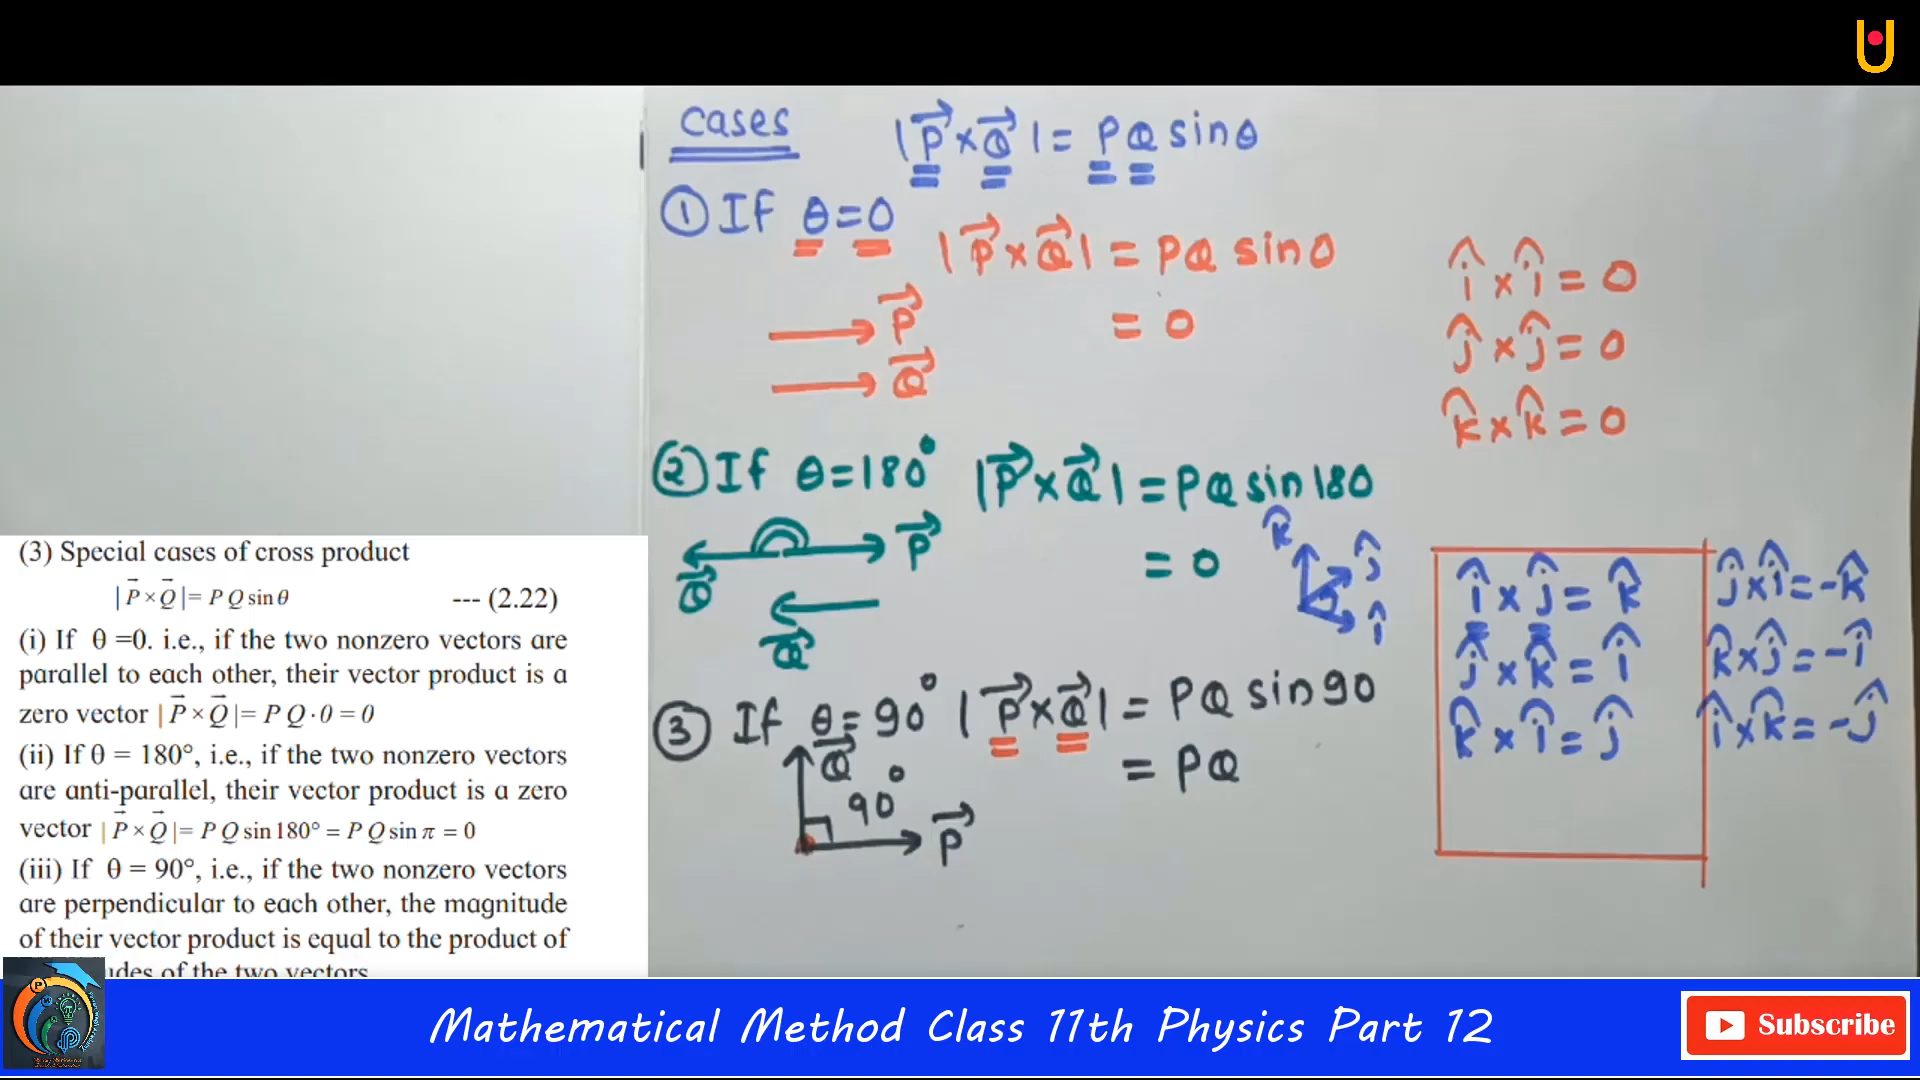 Cases
|P⃗ × Q⃗| = PQ sinθ
① If θ = 0
|P⃗ × Q⃗| = PQ sin0
= 0
P⃗
Q⃗
î × î = 0
ĵ × ĵ = 0
k̂ × k̂ = 0
② If θ = 180° |P⃗ × Q⃗| = PQ sin 180
= 0
P⃗
Q⃗
Q⃗
k̂
ĵ
î
③ If θ = 90° |P⃗ × Q⃗| = PQ sin 90
= PQ
Q⃗
90°
P⃗
î × ĵ = k̂
ĵ × k̂ = î
k̂ × î = ĵ
ĵ × î = -k̂
k̂ × ĵ = -î
î × k̂ = -ĵ
(3) Special cases of cross product
|P⃗ × Q⃗| = P Q sin θ --- (2.22)
(i) If θ =0. i.e., if the two nonzero vectors are
parallel to each other, their vector product is a
zero vector |P⃗ × Q⃗| = P Q · 0 = 0
(ii) If θ = 180°, i.e., if the two nonzero vectors
are anti-parallel, their vector product is a zero
vector |P⃗ × Q⃗| = P Q sin 180° = P Q sin π = 0
(iii) If θ = 90°, i.e., if the two nonzero vectors
are perpendicular to each other, the magnitude
of their vector product is equal to the product of
of the two vectors
Mathematical Method Class 11th Physics Part 12
Subscribe